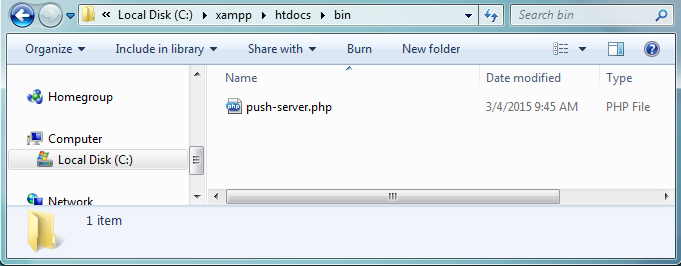 « Local Disk (C:) ▸ xampp ▸ htdocs ▸ bin
Search bin
Organize Include in library Share with Burn New folder
Name Date modified Type
Homegroup
push-server.php 3/4/2015 9:45 AM PHP File
Computer
Local Disk (C:)
Network
1 item